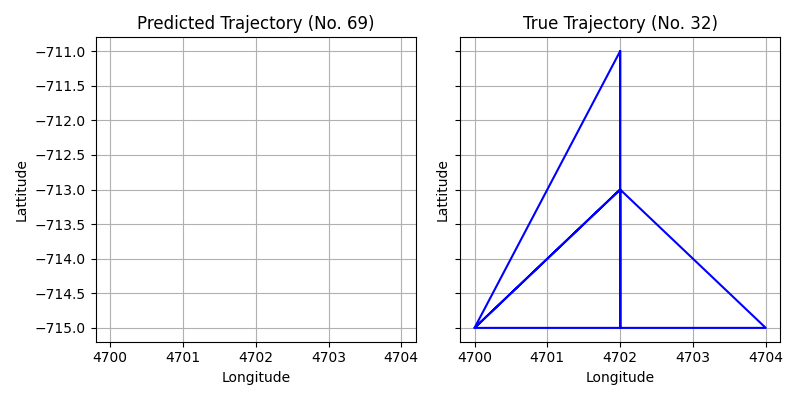 Predicted Trajectory (No. 69)
True Trajectory (No. 32)
−711.0
−711.5
−712.0
−712.5
−713.0
−713.5
−714.0
−714.5
−715.0
Lattitude
Lattitude
4700 4701 4702 4703 4704
4700 4701 4702 4703 4704
Longitude
Longitude